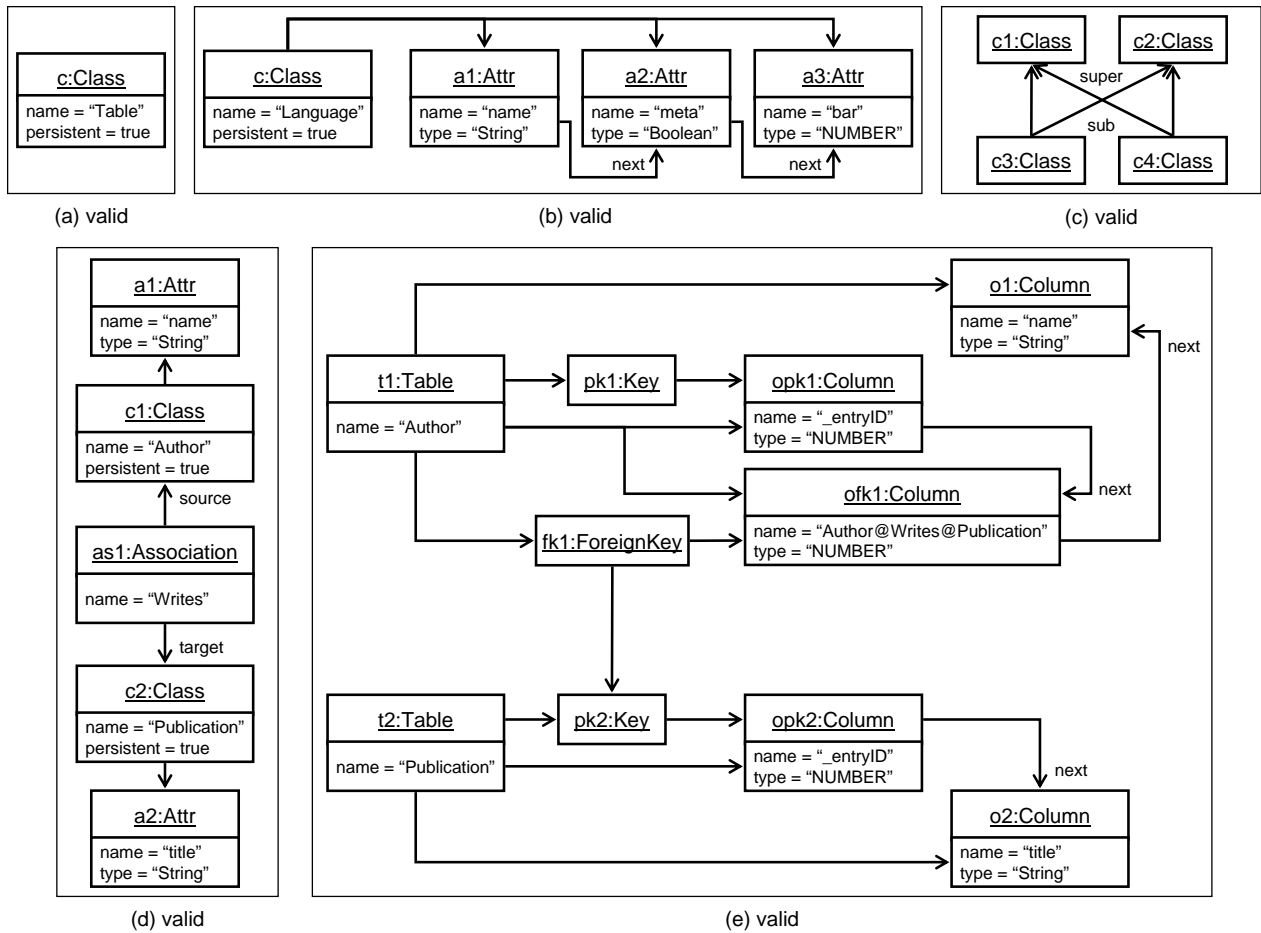 c:Class
name = “Table”
persistent = true
(a) valid
c:Class
name = “Language”
persistent = true
a1:Attr
name = “name”
type = “String”
a2:Attr
name = “meta”
type = “Boolean”
a3:Attr
name = “bar”
type = “NUMBER”
next
next
(b) valid
c1:Class
c2:Class
super
sub
c3:Class
c4:Class
(c) valid
a1:Attr
name = “name”
type = “String”
c1:Class
name = “Author”
persistent = true
source
as1:Association
name = “Writes”
target
c2:Class
name = “Publication”
persistent = true
a2:Attr
name = “title”
type = “String”
(d) valid
o1:Column
name = “name”
type = “String”
next
t1:Table
name = “Author”
pk1:Key
opk1:Column
name = “_entryID”
type = “NUMBER”
next
ofk1:Column
name = “Author@Writes@Publication”
type = “NUMBER”
fk1:ForeignKey
t2:Table
name = “Publication”
pk2:Key
opk2:Column
name = “_entryID”
type = “NUMBER”
next
o2:Column
name = “title”
type = “String”
(e) valid